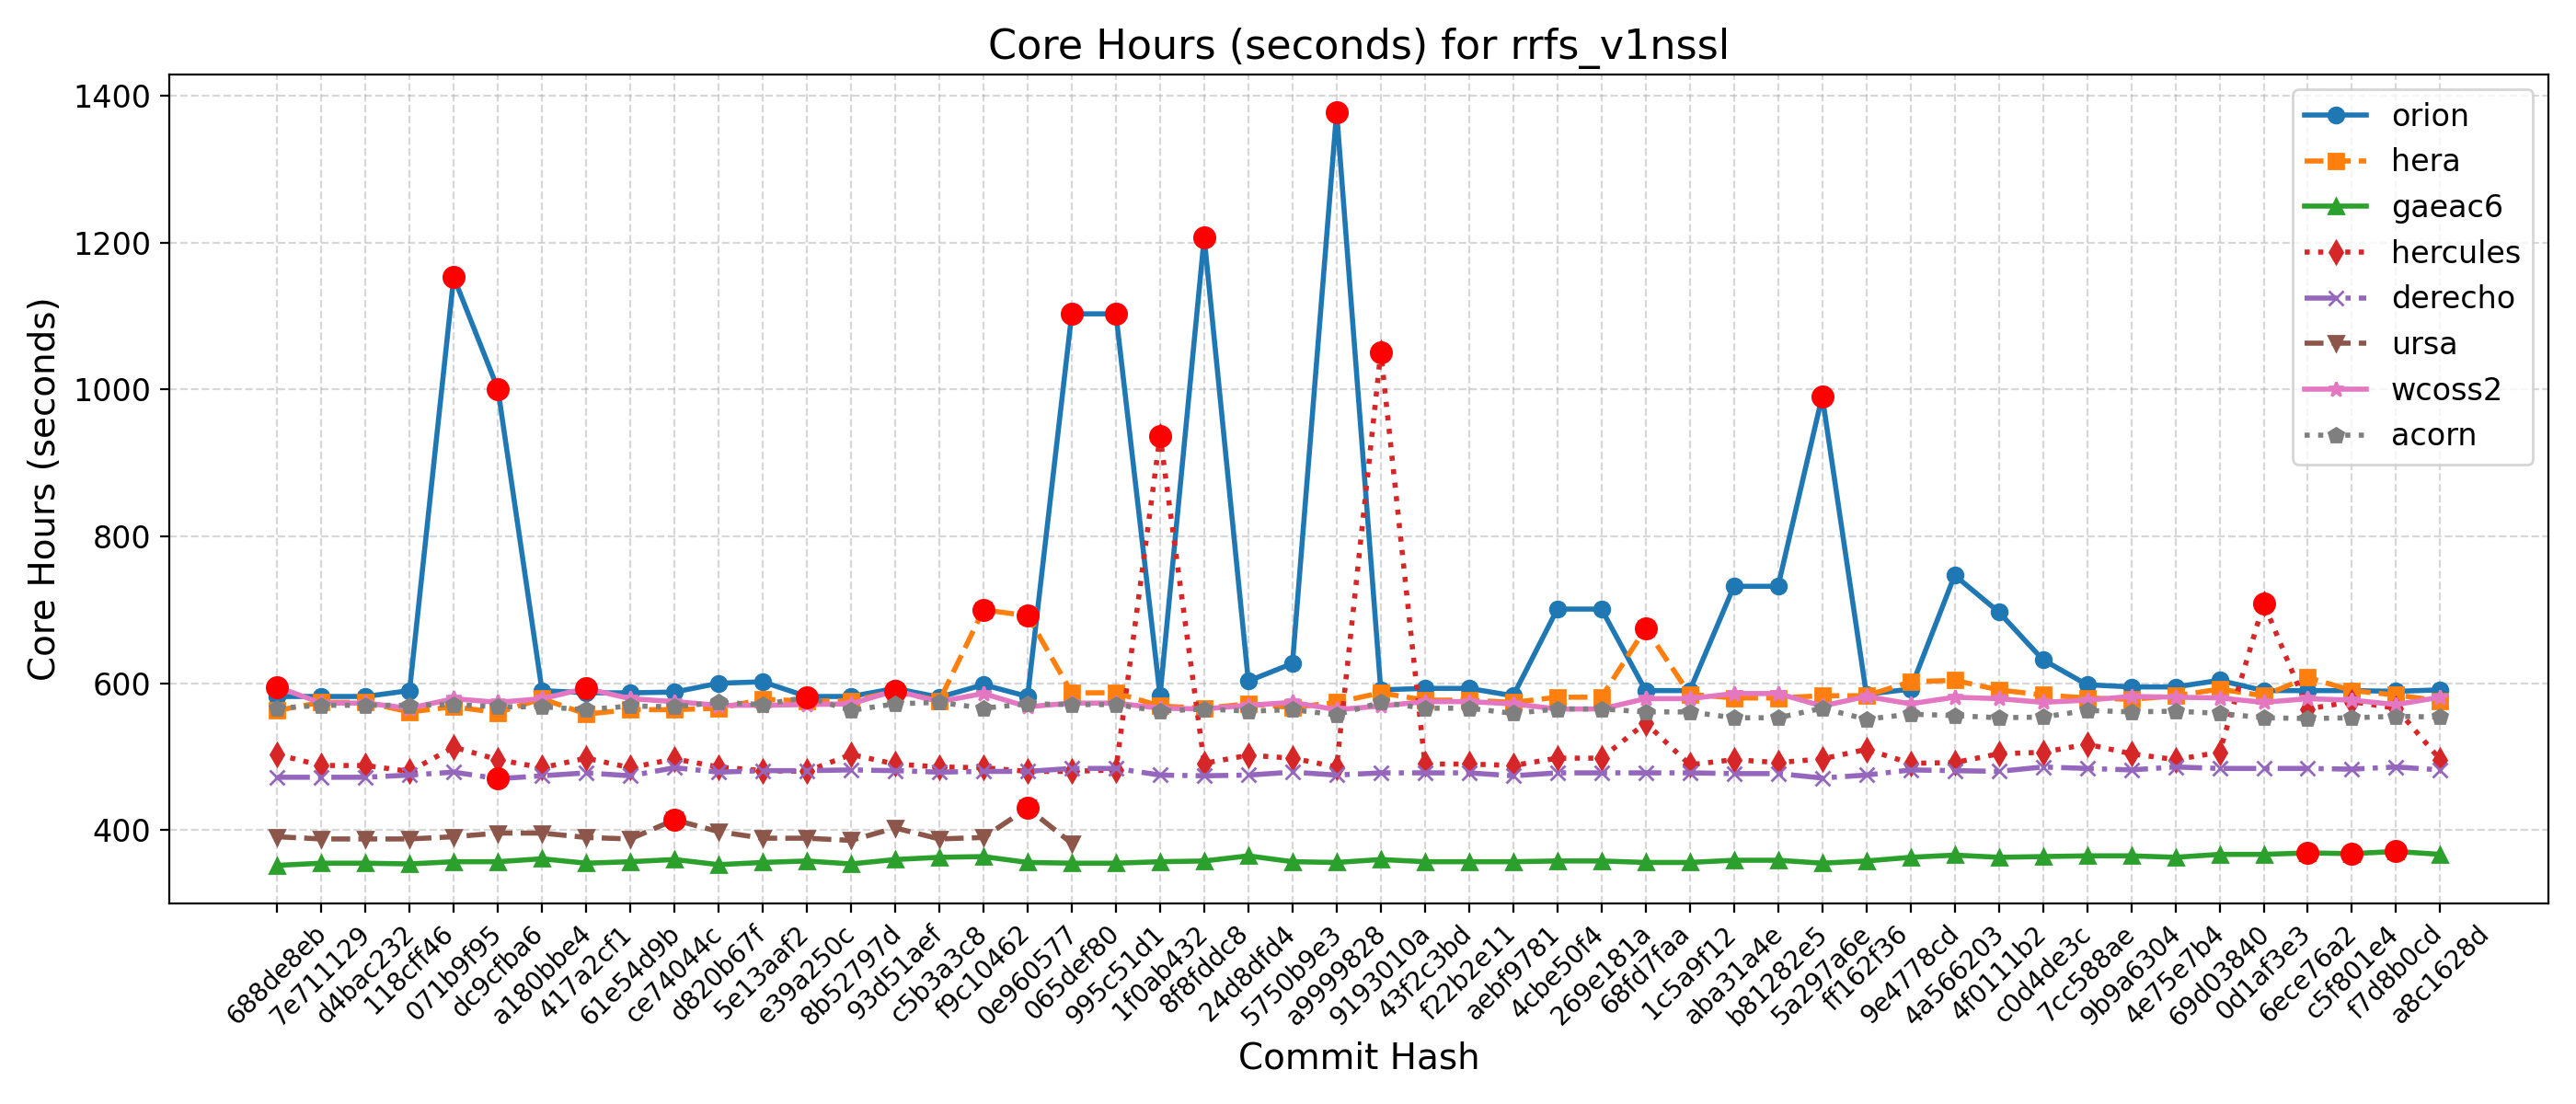 Core Hours (seconds) for rrfs_v1nssl
Core Hours (seconds)
1400
1200
1000
800
600
400
orion
hera
gaeac6
hercules
derecho
ursa
wcoss2
acorn
688de8eb
7e711129
d4bac232
118cff46
071b9f95
dc9cfba6
a180bbe4
417a2cf1
61e54d9b
ce74044c
d820b67f
5e13aaf2
e39a250c
8b52797d
93d51aef
c5b3a3c8
f9c10462
0e960577
065def80
995c51d1
1f0ab432
8f8fddc8
24d8dfd4
5750b9e3
a9999828
9193010a
43f2c3bd
f22b2e11
aebf9781
4cbe50f4
269e181a
68fd7faa
1c5a9f12
aba31a4e
b81282e5
5a297a6e
ff162f36
9e4778cd
4a566203
4f0111b2
c0d4de3c
7cc588ae
9b9a6304
4e75e7b4
69d03840
0d1af3e3
6ece76a2
c5f801e4
f7d8b0cd
a8c1628d
Commit Hash